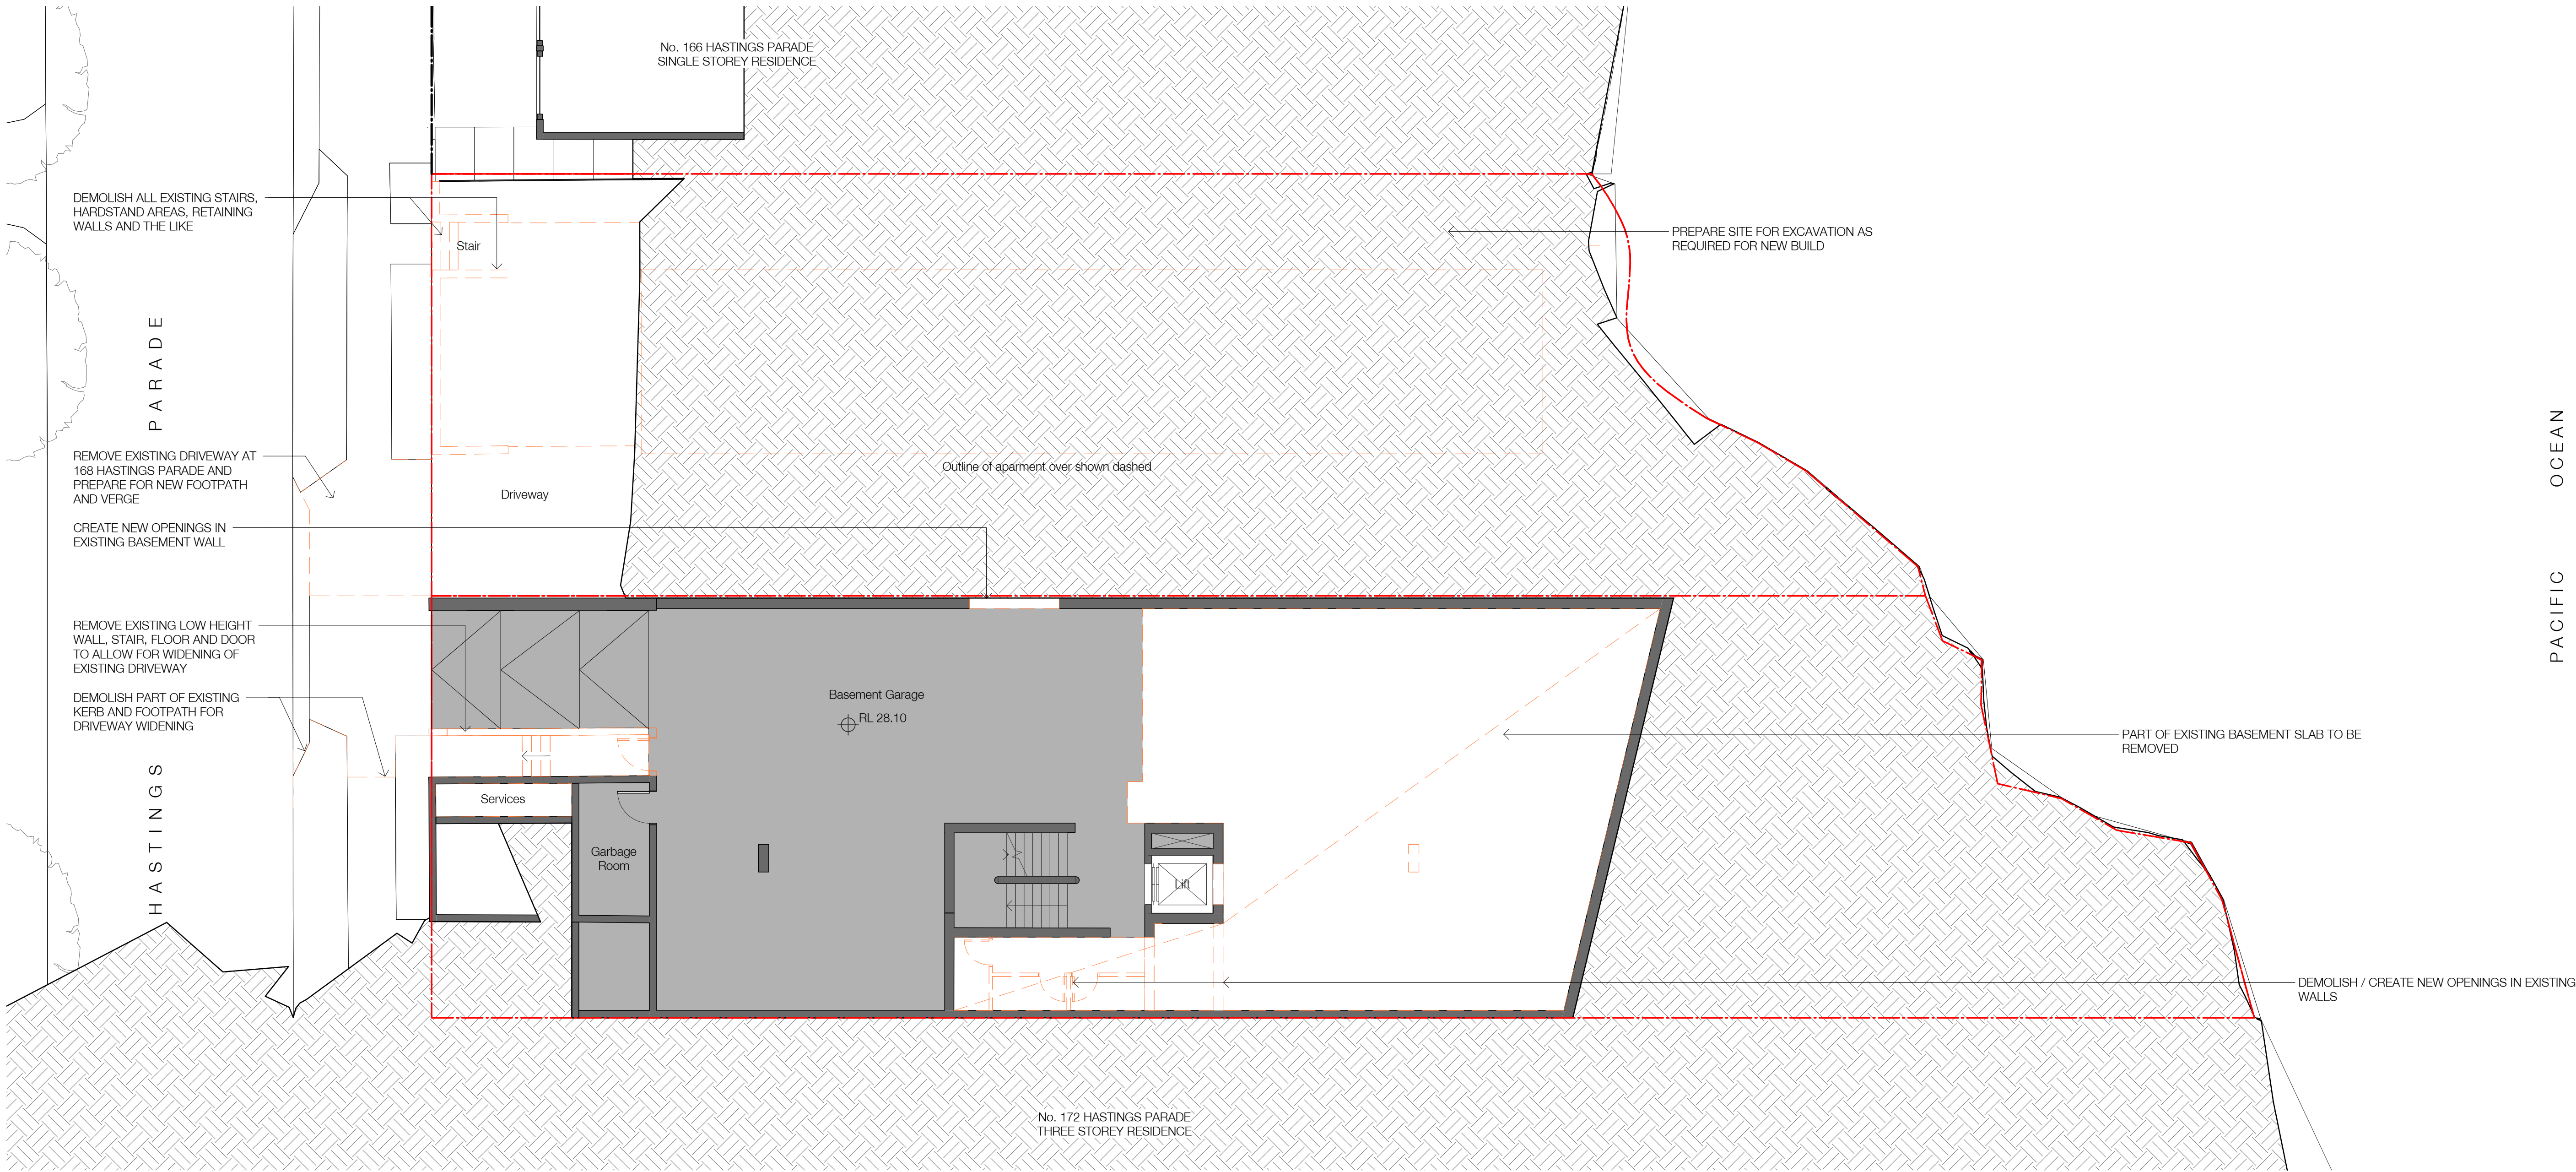 No. 166 HASTINGS PARADE
SINGLE STOREY RESIDENCE
DEMOLISH ALL EXISTING STAIRS,
HARDSTAND AREAS, RETAINING
WALLS AND THE LIKE
Stair
PREPARE SITE FOR EXCAVATION AS
REQUIRED FOR NEW BUILD
HASTINGS PARADE
REMOVE EXISTING DRIVEWAY AT
168 HASTINGS PARADE AND
PREPARE FOR NEW FOOTPATH
AND VERGE
Outline of aparment over shown dashed
Driveway
PACIFIC OCEAN
CREATE NEW OPENINGS IN
EXISTING BASEMENT WALL
REMOVE EXISTING LOW HEIGHT
WALL, STAIR, FLOOR AND DOOR
TO ALLOW FOR WIDENING OF
EXISTING DRIVEWAY
DEMOLISH PART OF EXISTING
KERB AND FOOTPATH FOR
DRIVEWAY WIDENING
Basement Garage
RL 28.10
PART OF EXISTING BASEMENT SLAB TO BE
REMOVED
Services
Garbage
Room
Lift
DEMOLISH / CREATE NEW OPENINGS IN EXISTING
WALLS
No. 172 HASTINGS PARADE
THREE STOREY RESIDENCE